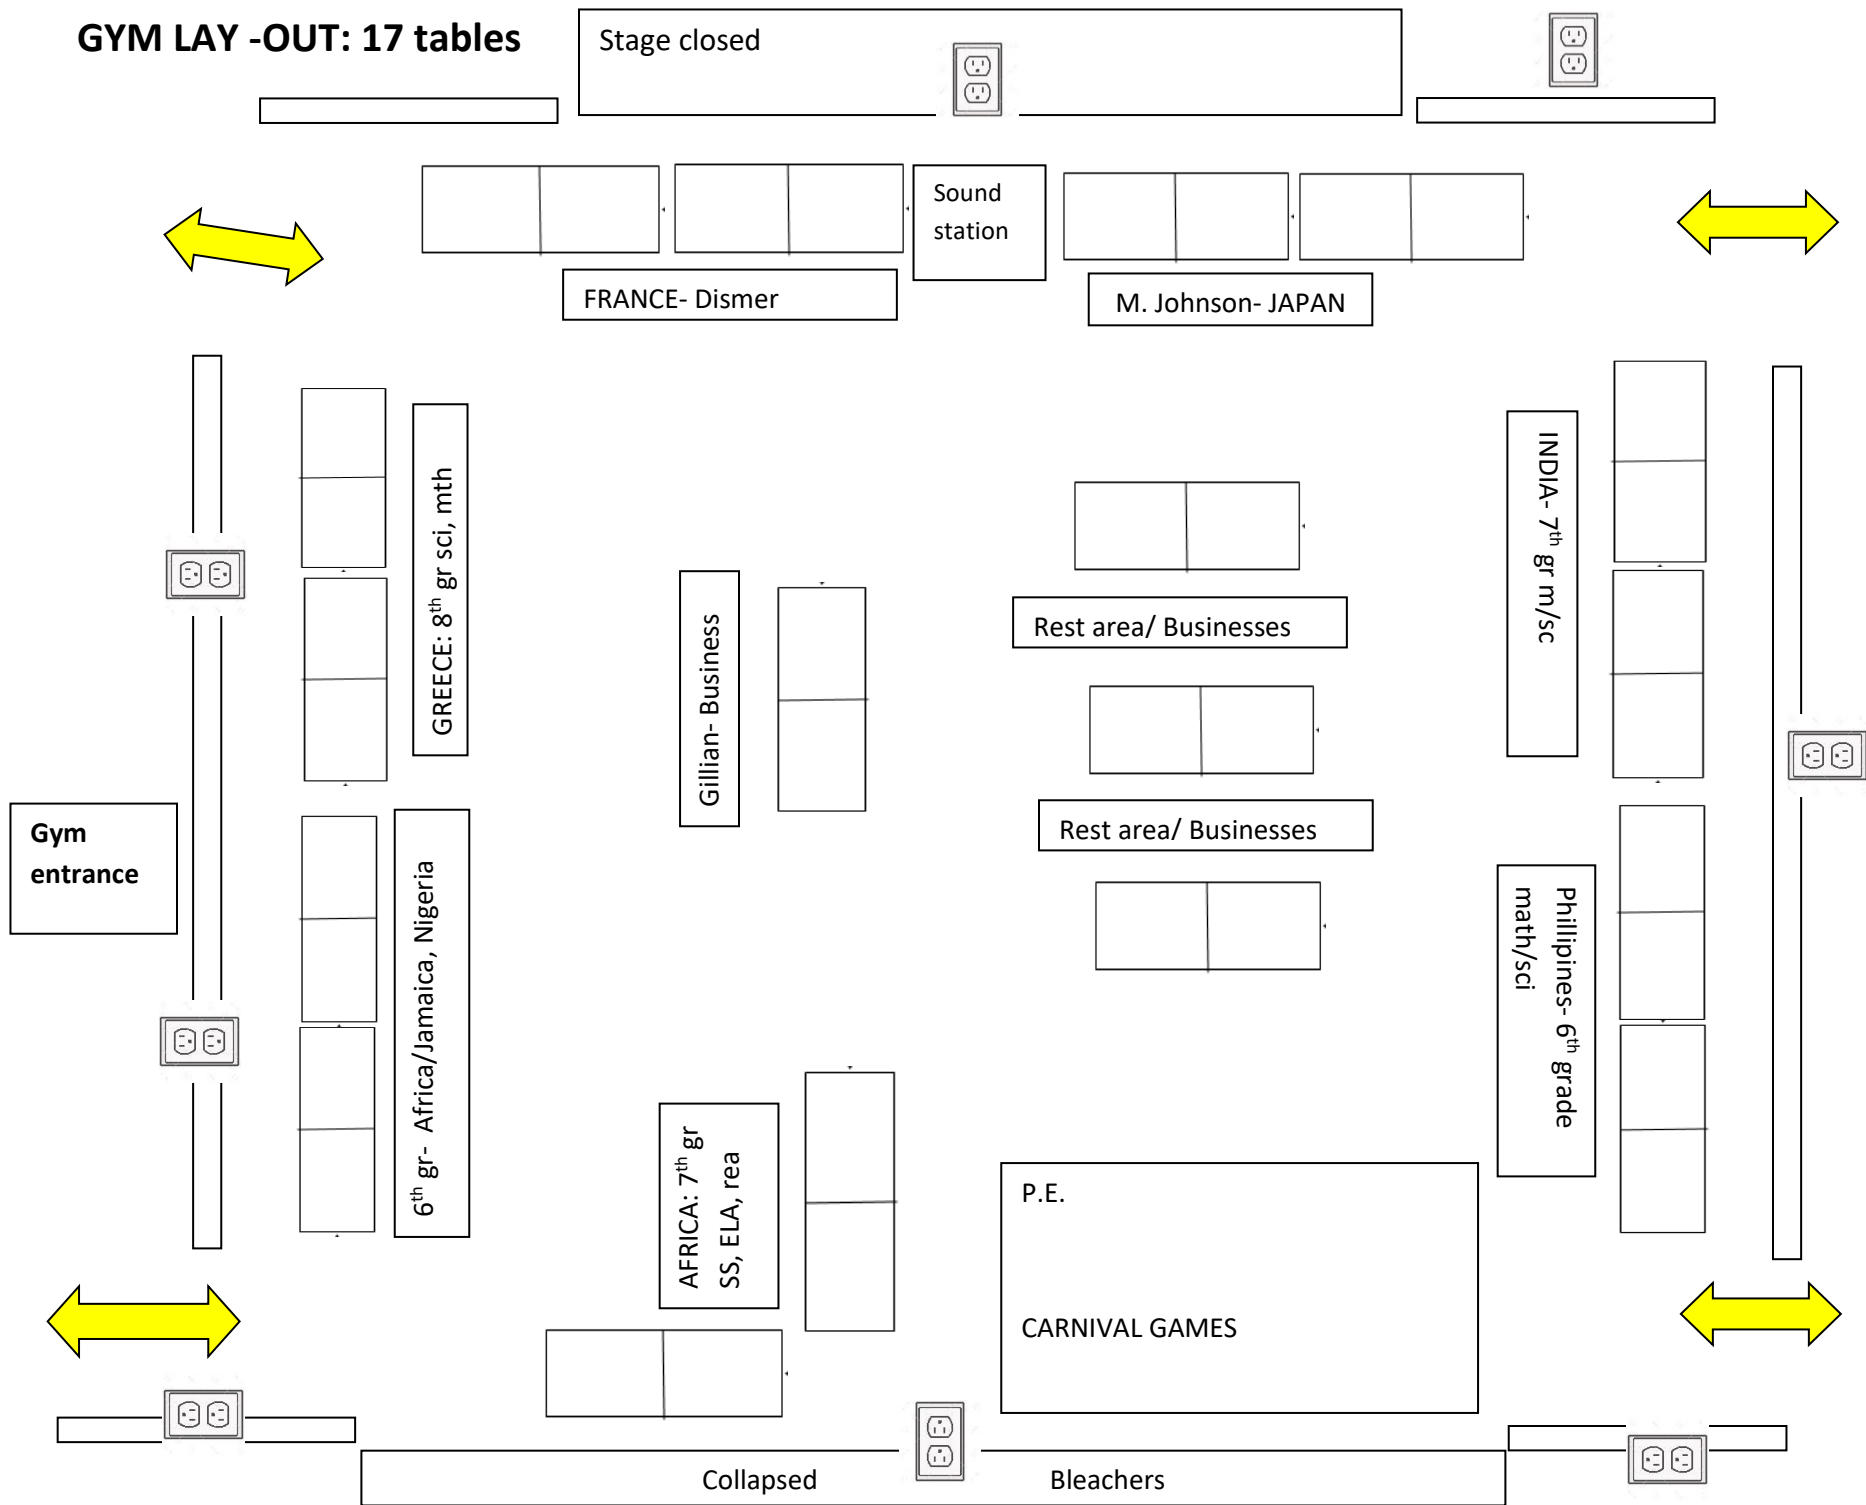 GYM LAY -OUT: 17 tables
Stage closed
Sound
station
FRANCE- Dismer
M. Johnson- JAPAN
GREECE: 8th gr sci, mth
Gillian- Business
Rest area/ Businesses
INDIA- 7th gr m/sc
Rest area/ Businesses
Gym
entrance
6th gr- Africa/Jamaica, Nigeria
Phillipines- 6th grade
math/sci
AFRICA: 7th gr
SS, ELA, rea
P.E.
CARNIVAL GAMES
Collapsed Bleachers